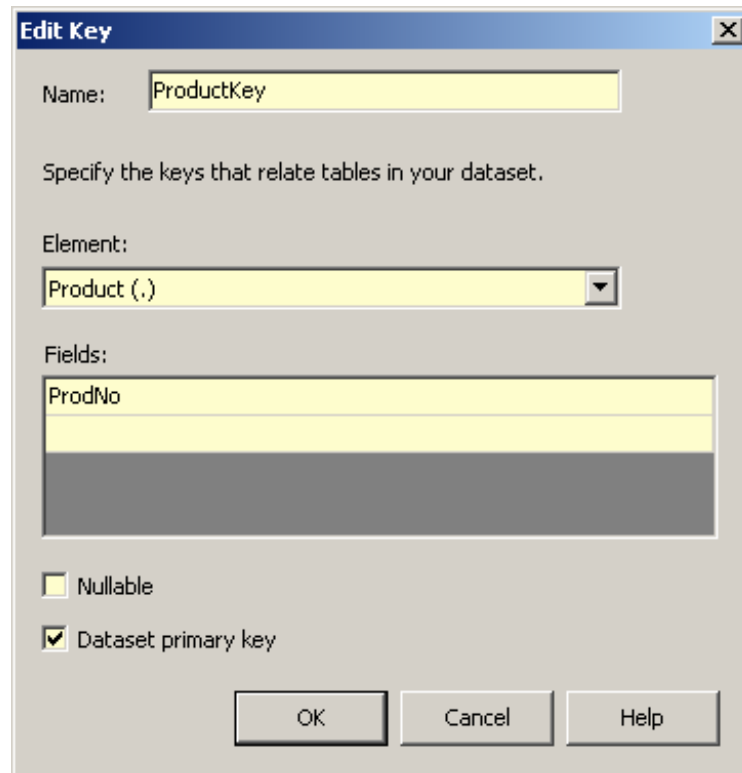 Edit Key
Name: ProductKey
Specify the keys that relate tables in your dataset.
Element:
Product (.)
Fields:
ProdNo
Nullable
Dataset primary key
OK Cancel Help